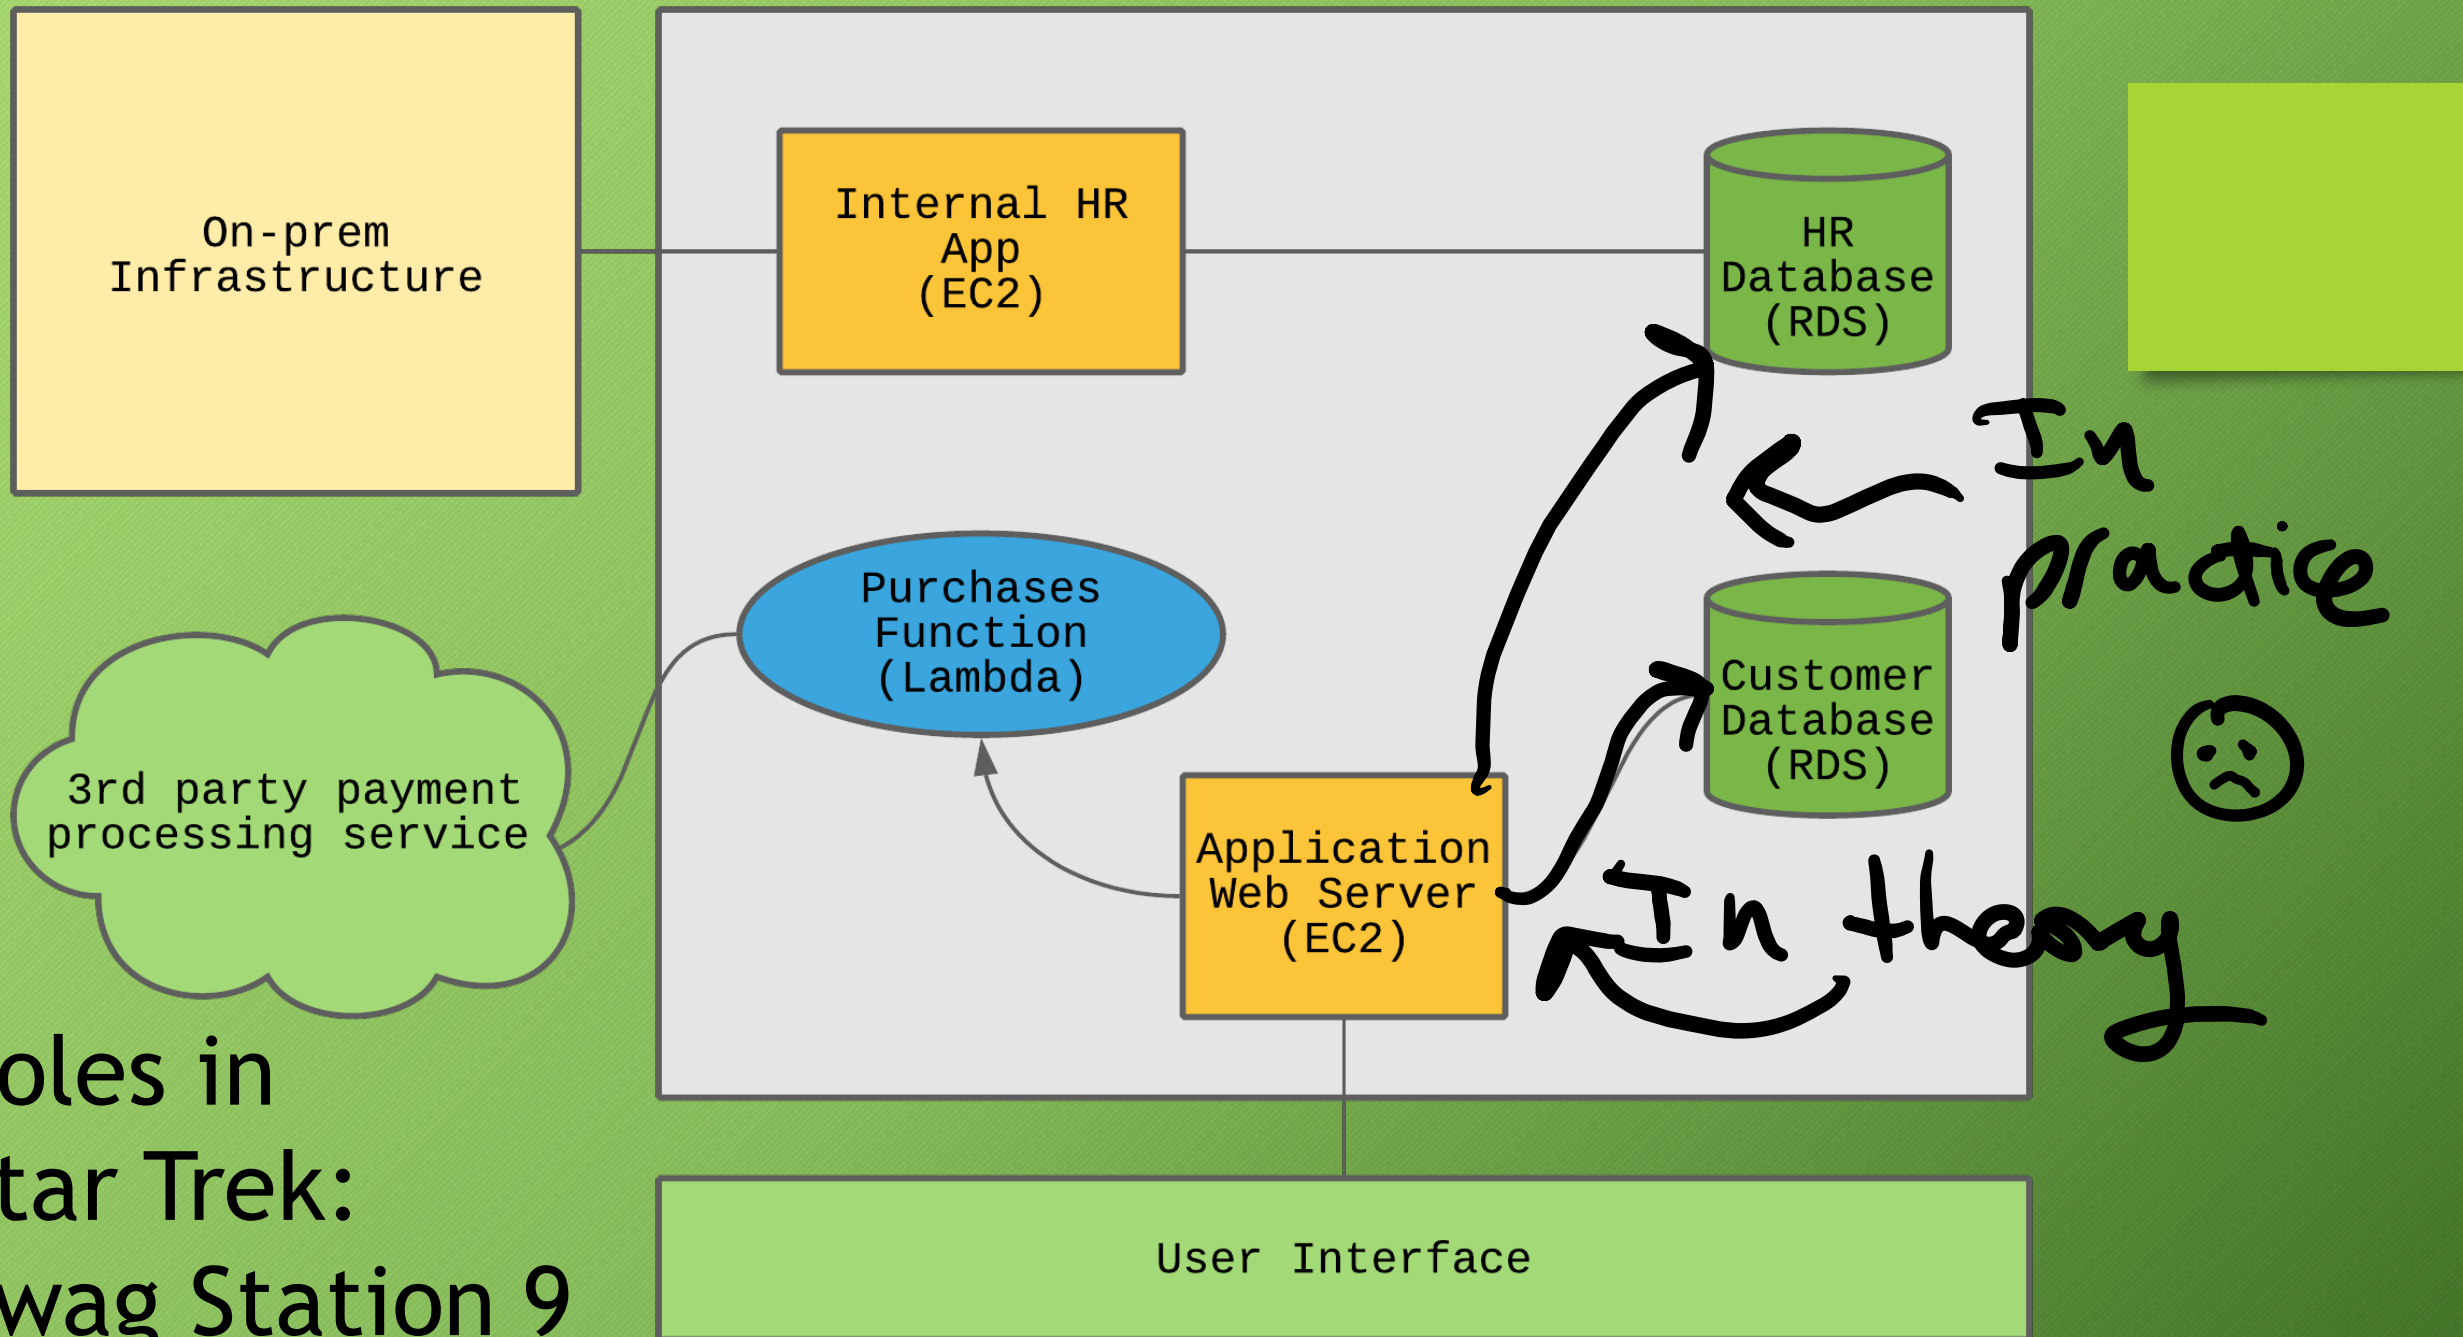 On-prem
Infrastructure
Internal HR
App
(EC2)
HR
Database
(RDS)
In
practice
Purchases
Function
(Lambda)
Customer
Database
(RDS)
3rd party payment
processing service
Application
Web Server
(EC2)
In theory
oles in
tar Trek:
wag Station 9
User Interface